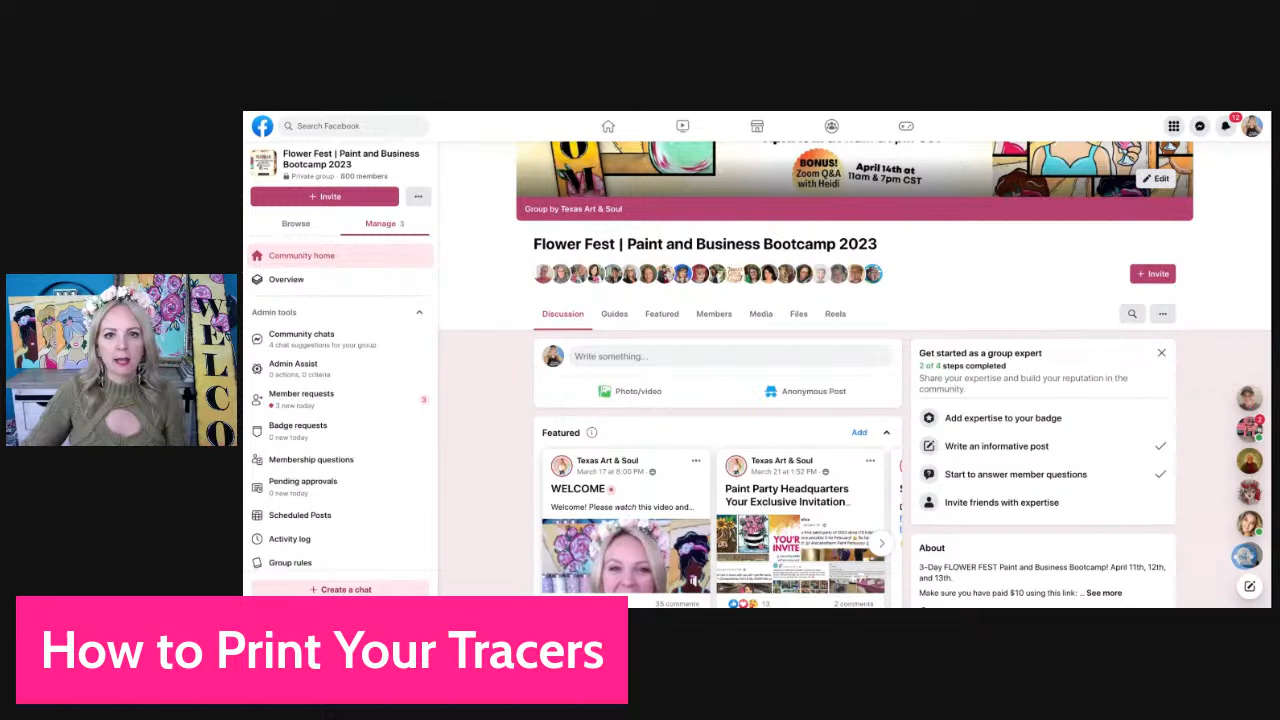 Search Facebook
12
Flower Fest | Paint and Business
Bootcamp 2023
Private group · 800 members
+ Invite
Browse
Manage 3
Community home
Overview
Admin tools
Community chats
4 chat suggestions for your group
Admin Assist
0 actions, 0 criteria
Member requests
3 new today
3
Badge requests
0 new today
Membership questions
Pending approvals
0 new today
Scheduled Posts
Activity log
Group rules
+ Create a chat
BONUS!
Zoom Q&A
with Heidi
April 14th at
11am & 7pm CST
Edit
Group by Texas Art & Soul
Flower Fest | Paint and Business Bootcamp 2023
+ Invite
Discussion
Guides
Featured
Members
Media
Files
Reels
Write something...
Photo/video
Anonymous Post
Featured
Add
Texas Art & Soul
March 17 at 6:00 PM ·
WELCOME
Welcome! Please watch this video and...
35 comments
Texas Art & Soul
March 21 at 1:52 PM ·
Paint Party Headquarters
Your Exclusive Invitation...
YOU'RE
INVITE
13
2 comments
Get started as a group expert
2 of 4 steps completed
Share your expertise and build your reputation in the
community.
Add expertise to your badge
Write an informative post
Start to answer member questions
Invite friends with expertise
About
3-Day FLOWER FEST Paint and Business Bootcamp! April 11th, 12th,
and 13th.
Make sure you have paid $10 using this link: ... See more
2
WELCO
How to Print Your Tracers